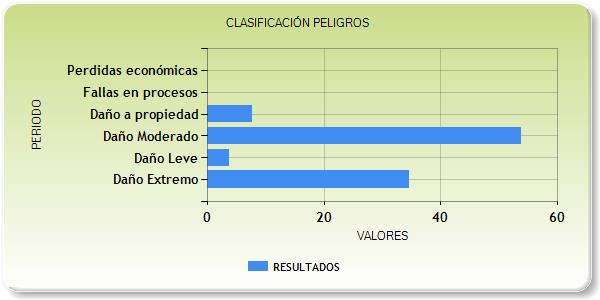 CLASIFICACIÓN PELIGROS
PERIODO
Perdidas económicas
Fallas en procesos
Daño a propiedad
Daño Moderado
Daño Leve
Daño Extremo
0 20 40 60
VALORES
RESULTADOS